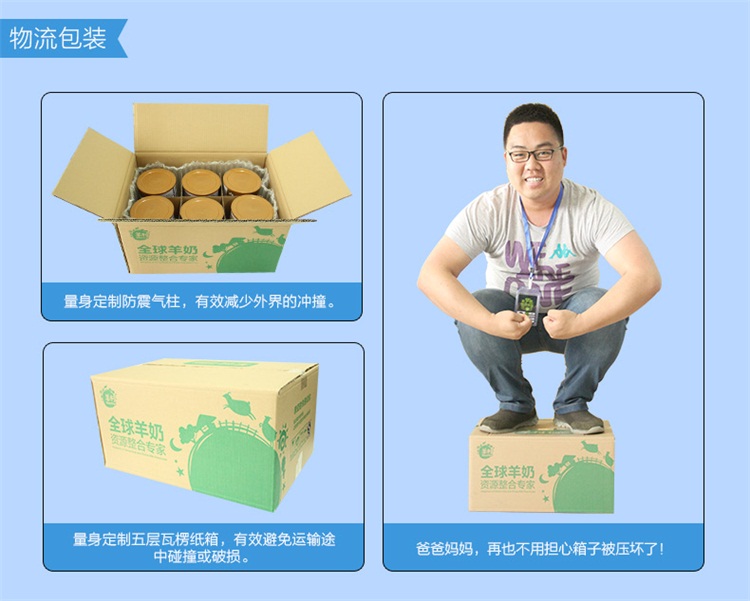 物流包装
全球羊奶
资源整合专家
量身定制防震气柱，有效减少外界的冲撞。
全球羊奶
资源整合专家
量身定制五层瓦楞纸箱，有效避免运输途
中碰撞或破损。
WE
ARE
Kappa
全球羊奶
资源整合专家
爸爸妈妈，再也不用担心箱子被压坏了！